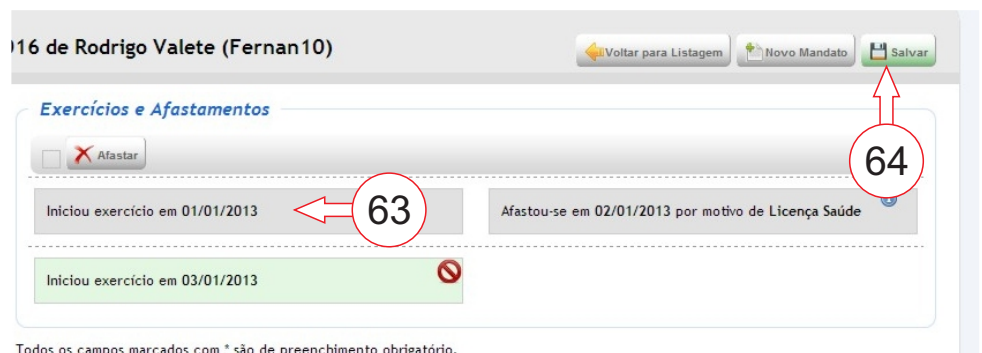 16 de Rodrigo Valete (Fernan10)
Voltar para Listagem Novo Mandato Salvar
Exercícios e Afastamentos
Afastar
64
Iniciou exercício em 01/01/2013
63
Afastou-se em 02/01/2013 por motivo de Licença Saúde
Iniciou exercício em 03/01/2013
Todos os campos marcados com * são de preenchimento obrigatório.